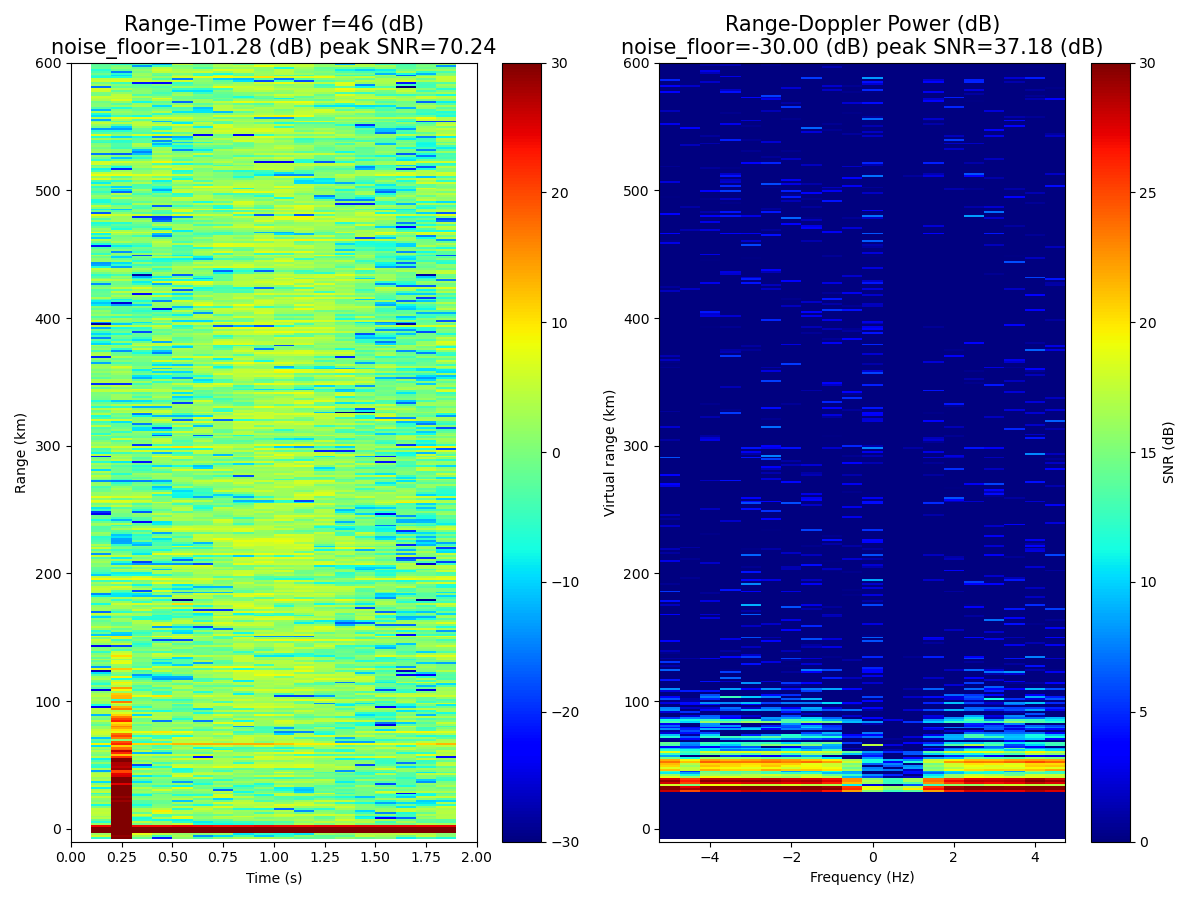 Range-Time Power f=46 (dB)
noise_floor=-101.28 (dB) peak SNR=70.24
600
500
400
300
200
100
0
Range (km)
0.00 0.25 0.50 0.75 1.00 1.25 1.50 1.75 2.00
Time (s)
30
20
10
0
−10
−20
−30
Range-Doppler Power (dB)
noise_floor=-30.00 (dB) peak SNR=37.18 (dB)
600
500
400
300
200
100
0
Virtual range (km)
−4 −2 0 2 4
Frequency (Hz)
30
25
20
15
10
5
0
SNR (dB)